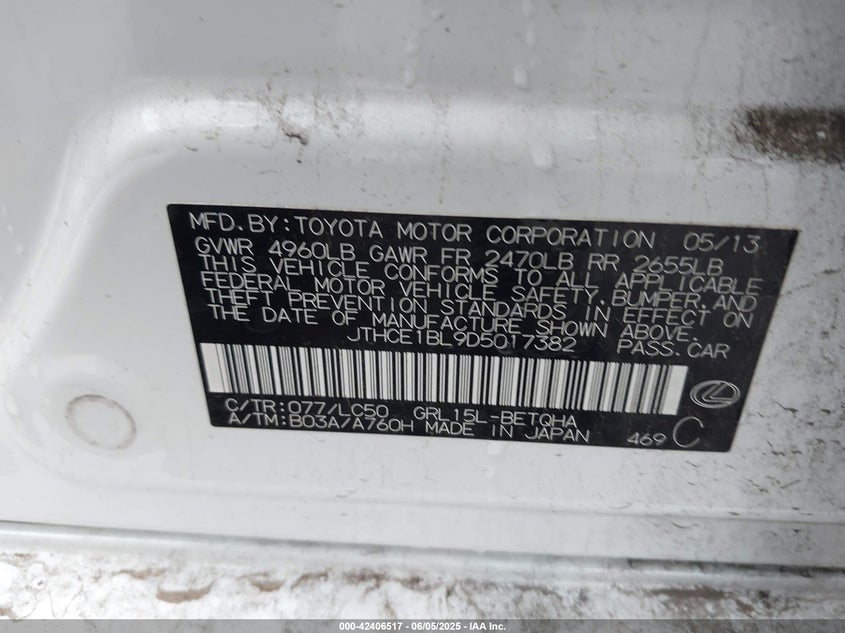 MFD.BY:TOYOTA MOTOR CORPORATION 05/13
GVWR 4960LB GAWR FR 2470LB RR 2655LB
THIS VEHICLE CONFORMS TO ALL APPLICABLE
FEDERAL MOTOR VEHICLE SAFETY,BUMPER,AND
THEFT PREVENTION STANDARDS IN EFFECT ON
THE DATE OF MANUFACTURE SHOWN ABOVE.
JTHCE1BL9D5017382 PASS.CAR
C/TR:077/LC50 GRL15L-BETQHA
A/TM:B03A/A760H MADE IN JAPAN 469 C
000-42406517 - 06/05/2025 - IAA Inc.